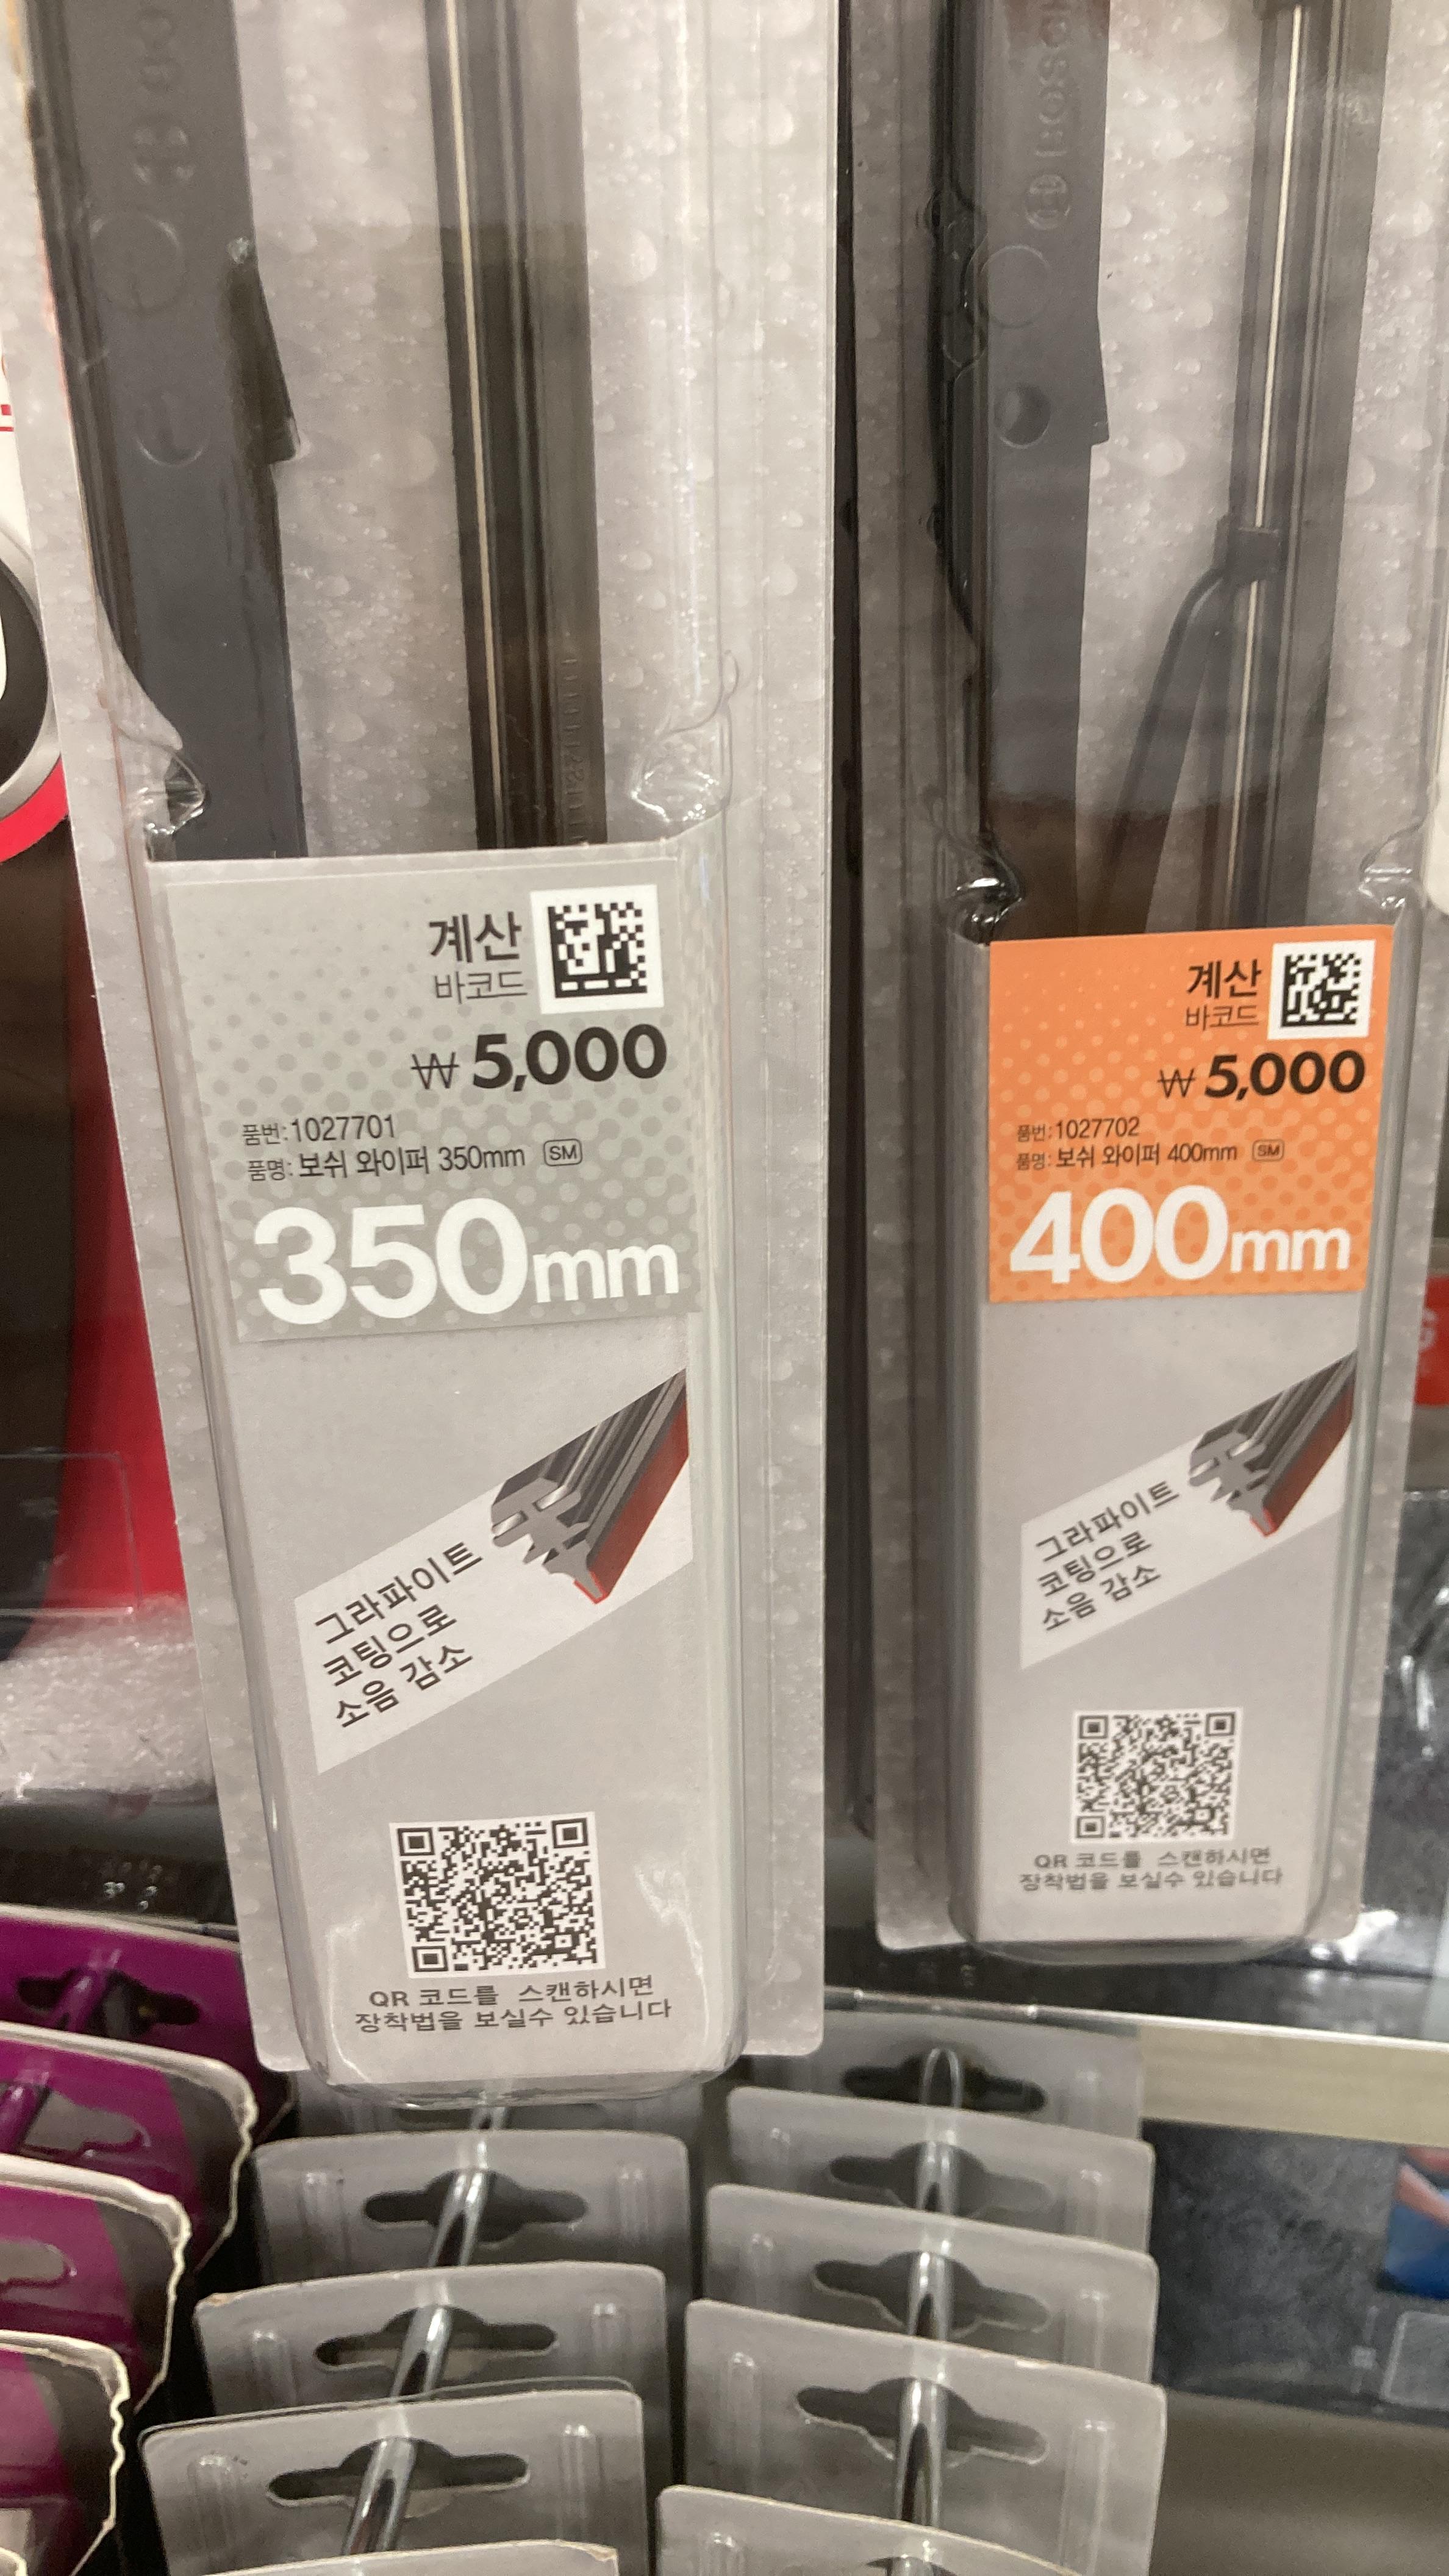 BOSCH
계산
바코드
₩ 5,000
품번:1027701
품명: 보쉬 와이퍼 350mm SM
350mm
그라파이트
코팅으로
소음 감소
QR 코드를 스캔하시면
장착법을 보실수 있습니다
계산
바코드
₩ 5,000
품번:1027702
품명: 보쉬 와이퍼 400mm SM
400mm
그라파이트
코팅으로
소음 감소
QR 코드를 스캔하시면
장착법을 보실수 있습니다